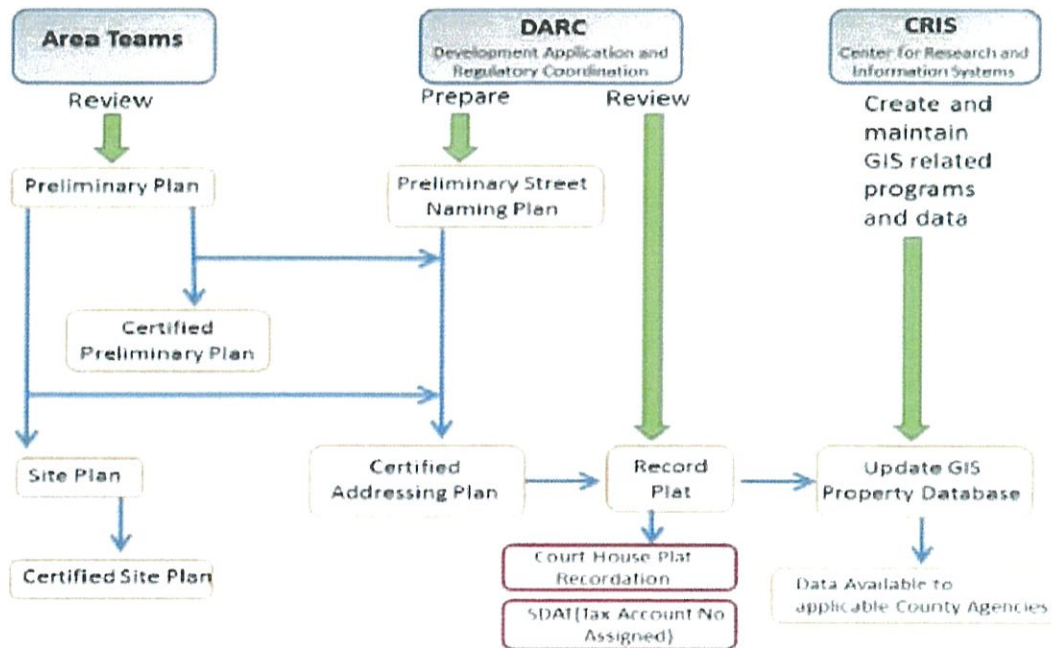 Area Teams
DARC
Development Application and
Regulatory Coordination
CRIS
Center for Research and
Information Systems
Review
Prepare
Review
Create and
maintain
GIS related
programs
and data
Preliminary Plan
Preliminary Street
Naming Plan
Certified
Preliminary Plan
Site Plan
Certified
Addressing Plan
Record
Plat
Update GIS
Property Database
Certified Site Plan
Court House Plat
Recordation
SDAT(Tax Account No
Assigned)
Data Available to
applicable County Agencies